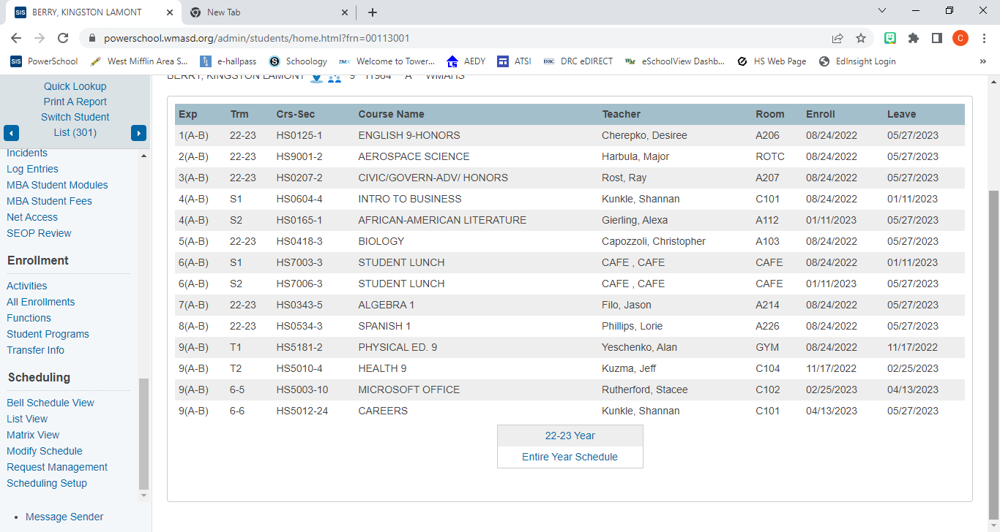 SIS BERRY, KINGSTON LAMONT New Tab
powerschool.wmasd.org/admin/students/home.html?frn=00113001 C
SIS PowerSchool West Mifflin Area S... e-hallpass S Schoology Welcome to Tower... AEDY ATSI DRC DRC eDIRECT WM eSchoolView Dashb... HS Web Page EdInsight Login »
BERRY, KINGSTON LAMONT 9 11964 A WMAHS
Quick Lookup
Print A Report
Switch Student
List (301)
Incidents
Log Entries
MBA Student Modules
MBA Student Fees
Net Access
SEOP Review
Enrollment
Activities
All Enrollments
Functions
Student Programs
Transfer Info
Scheduling
Bell Schedule View
List View
Matrix View
Modify Schedule
Request Management
Scheduling Setup
• Message Sender
Exp Trm Crs-Sec Course Name Teacher Room Enroll Leave
1(A-B) 22-23 HS0125-1 ENGLISH 9-HONORS Cherepko, Desiree A206 08/24/2022 05/27/2023
2(A-B) 22-23 HS9001-2 AEROSPACE SCIENCE Harbula, Major ROTC 08/24/2022 05/27/2023
3(A-B) 22-23 HS0207-2 CIVIC/GOVERN-ADV/ HONORS Rost, Ray A207 08/24/2022 05/27/2023
4(A-B) S1 HS0604-4 INTRO TO BUSINESS Kunkle, Shannan C101 08/24/2022 01/11/2023
4(A-B) S2 HS0165-1 AFRICAN-AMERICAN LITERATURE Gierling, Alexa A112 01/11/2023 05/27/2023
5(A-B) 22-23 HS0418-3 BIOLOGY Capozzoli, Christopher A103 08/24/2022 05/27/2023
6(A-B) S1 HS7003-3 STUDENT LUNCH CAFE , CAFE CAFE 08/24/2022 01/11/2023
6(A-B) S2 HS7006-3 STUDENT LUNCH CAFE , CAFE CAFE 01/11/2023 05/27/2023
7(A-B) 22-23 HS0343-5 ALGEBRA 1 Filo, Jason A214 08/24/2022 05/27/2023
8(A-B) 22-23 HS0534-3 SPANISH 1 Phillips, Lorie A226 08/24/2022 05/27/2023
9(A-B) T1 HS5181-2 PHYSICAL ED. 9 Yeschenko, Alan GYM 08/24/2022 11/17/2022
9(A-B) T2 HS5010-4 HEALTH 9 Kuzma, Jeff C104 11/17/2022 02/25/2023
9(A-B) 6-5 HS5003-10 MICROSOFT OFFICE Rutherford, Stacee C102 02/25/2023 04/13/2023
9(A-B) 6-6 HS5012-24 CAREERS Kunkle, Shannan C101 04/13/2023 05/27/2023
22-23 Year
Entire Year Schedule